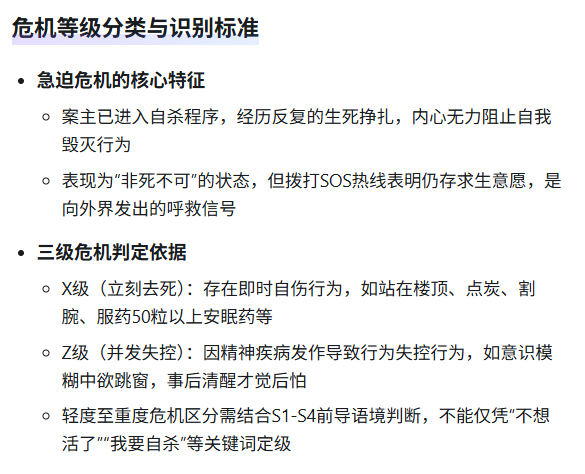 危机等级分类与识别标准
急迫危机的核心特征
案主已进入自杀程序，经历反复的生死挣扎，内心无力阻止自我
毁灭行为
表现为“非死不可”的状态，但拨打SOS热线表明仍存求生意愿，是
向外界发出的呼救信号
三级危机判定依据
X级（立刻去死）：存在即时自伤行为，如站在楼顶、点炭、割
腕、服药50粒以上安眠药等
Z级（并发失控）：因精神疾病发作导致行为失控行为，如意识模
糊中欲跳窗，事后清醒才觉后怕
轻度至重度危机区分需结合S1-S4前导语境判断，不能仅凭“不想
活了”“我要自杀”等关键词定级